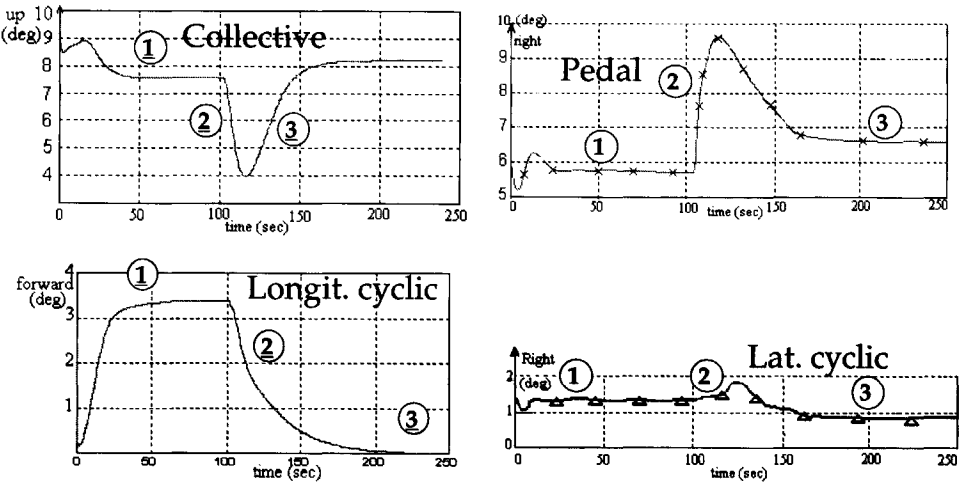 up
(deg)
Collective
10
9
8
7
6
5
4
1
2
3
0 50 100 150 200 250
time (sec)
(deg)
right
Pedal
10
9
8
7
6
5
1
2
3
0 50 100 150 200 250
time (sec)
forward
(deg)
Longit. cyclic
4
3
2
1
1
2
3
0 50 100 150 200 250
time (sec)
Right
(deg)
Lat. cyclic
2
1
0
1
2
3
0 50 100 150 200 250
time (sec)